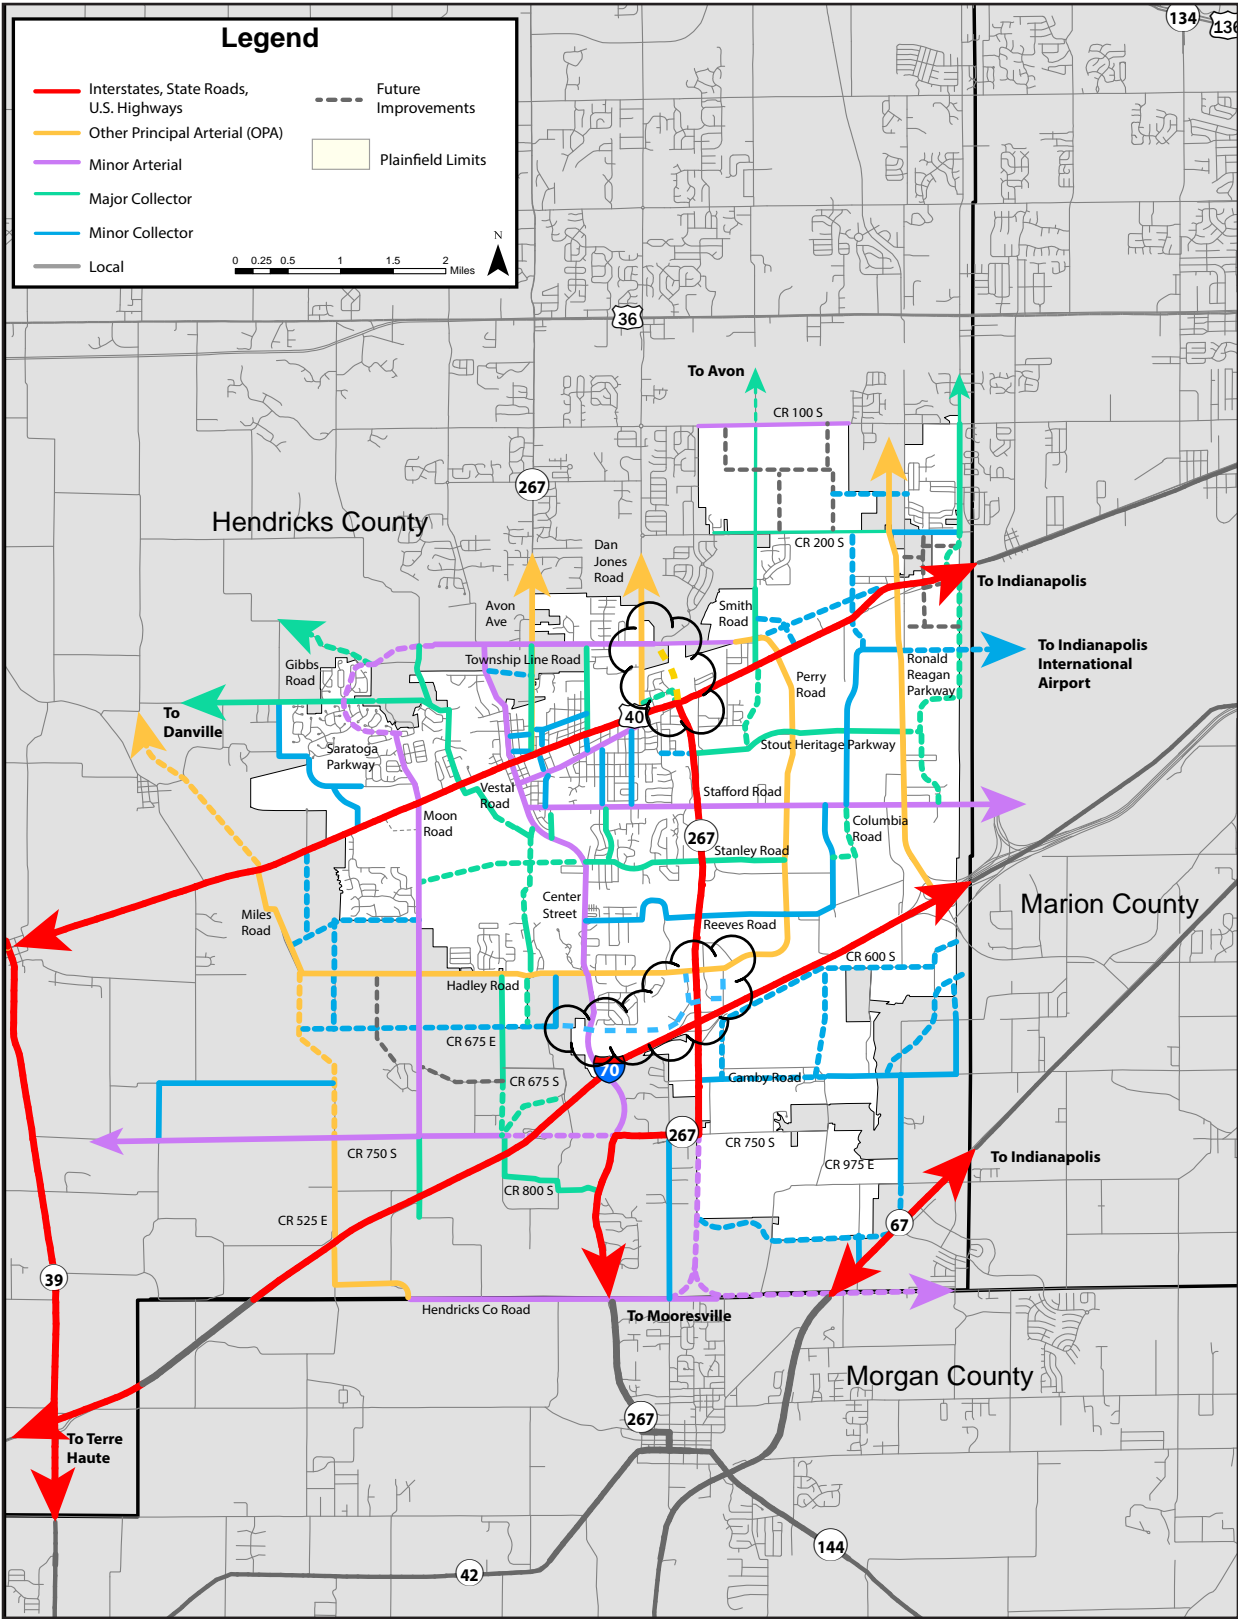 Legend
Interstates, State Roads,
U.S. Highways
Other Principal Arterial (OPA)
Minor Arterial
Major Collector
Minor Collector
Local
Future
Improvements
Plainfield Limits
N
0 0.25 0.5 1 1.5 2
Miles
134
136
36
To Avon
CR 100 S
267
Hendricks County
CR 200 S
Dan
Jones
Road
Avon
Ave
Smith
Road
To Indianapolis
To Indianapolis
International
Airport
Township Line Road
Gibbs
Road
Perry
Road
Ronald
Reagan
Parkway
To
Danville
40
Saratoga
Parkway
Stout Heritage Parkway
Vestal
Road
Stafford Road
Moon
Road
267
Columbia
Road
Stanley Road
Center
Street
Miles
Road
Reeves Road
Marion County
CR 600 S
Hadley Road
CR 675 E
70
CR 675 S
Camby Road
267
CR 750 S
CR 750 S
CR 975 E
To Indianapolis
CR 800 S
CR 525 E
67
39
Hendricks Co Road
To Mooresville
Morgan County
267
To Terre
Haute
144
42